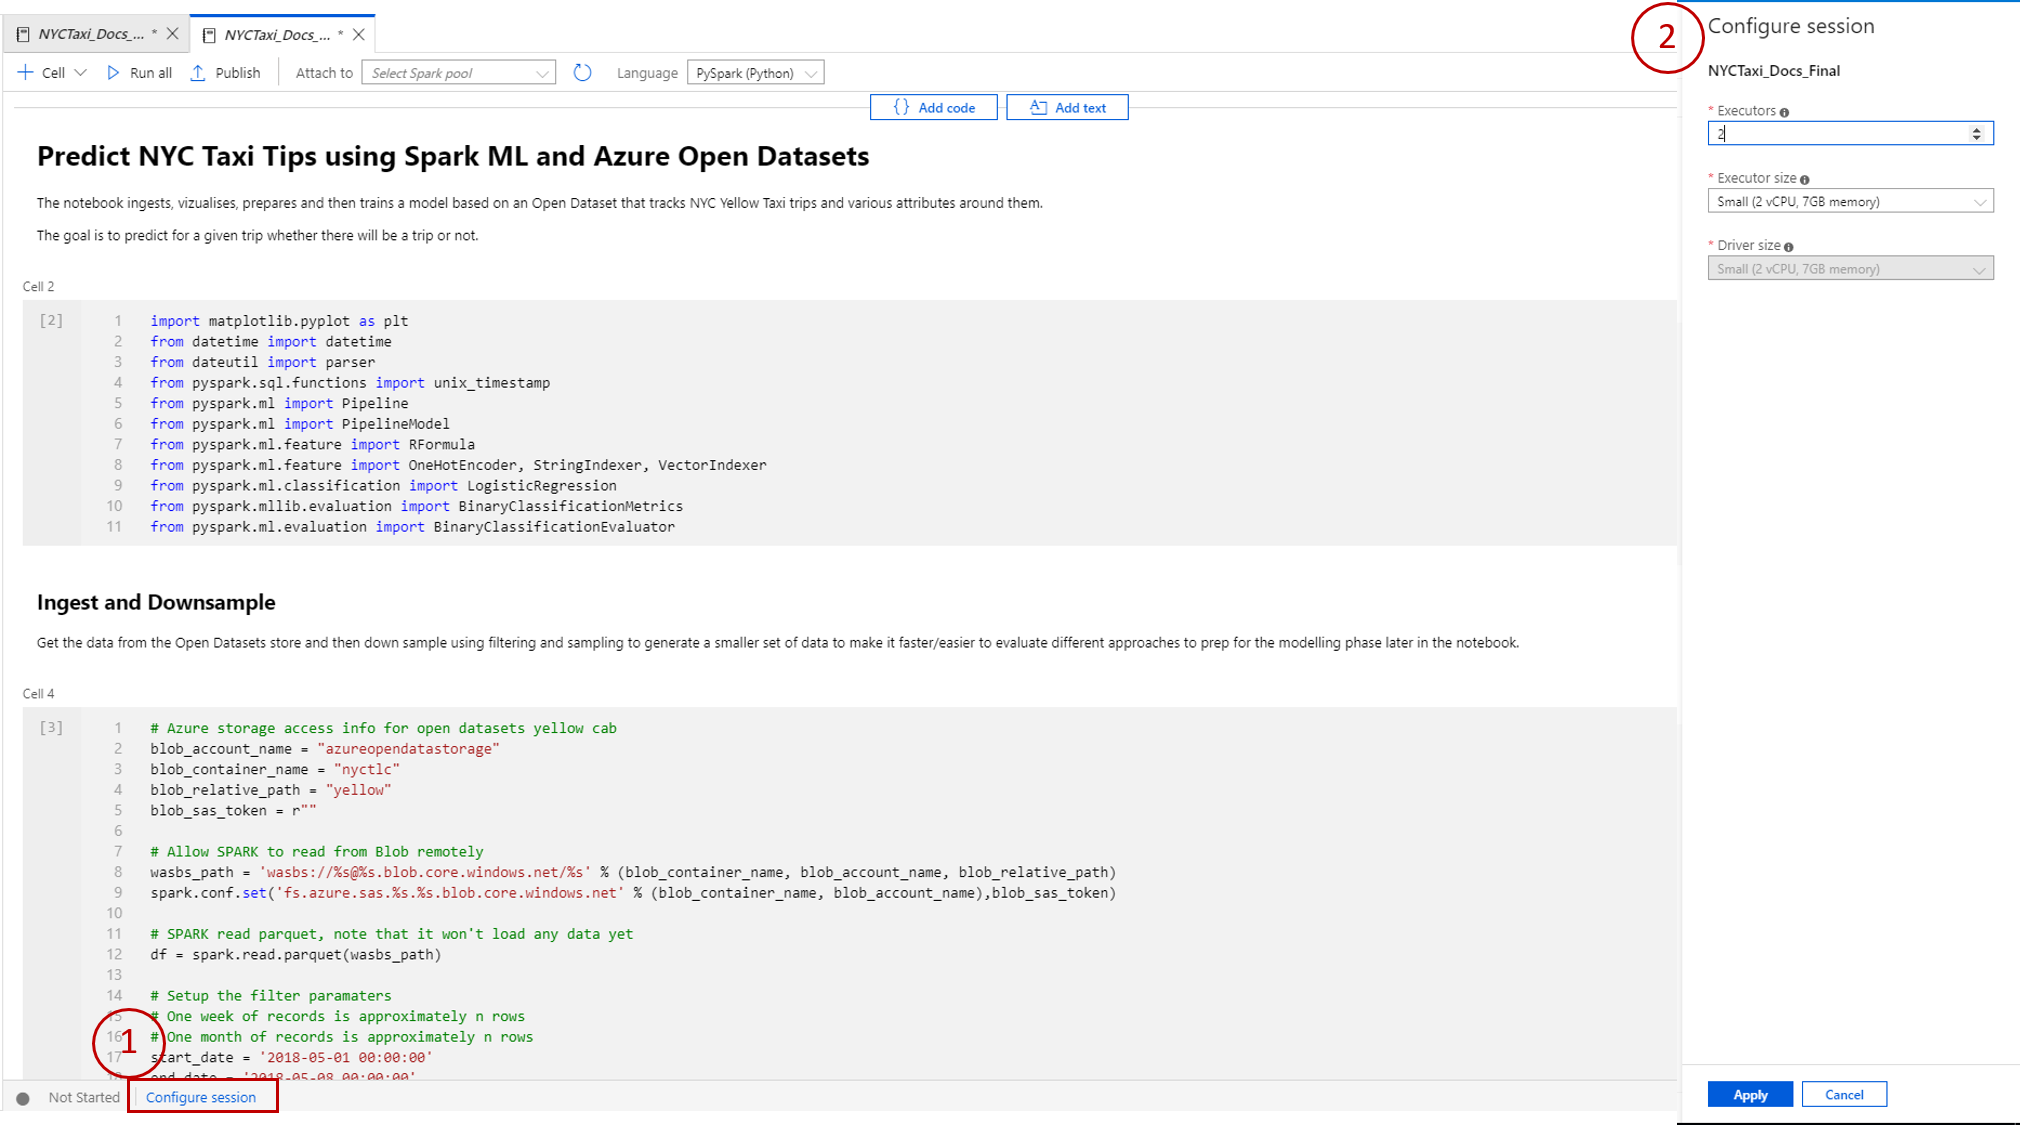 NYCTaxi_Docs_... *
NYCTaxi_Docs_... *
Cell
Run all
Publish
Attach to
Select Spark pool
Language
PySpark (Python)
{} Add code
Add text
Predict NYC Taxi Tips using Spark ML and Azure Open Datasets
The notebook ingests, vizualises, prepares and then trains a model based on an Open Dataset that tracks NYC Yellow Taxi trips and various attributes around them.
The goal is to predict for a given trip whether there will be a trip or not.
Cell 2
[2]
1 import matplotlib.pyplot as plt
2 from datetime import datetime
3 from dateutil import parser
4 from pyspark.sql.functions import unix_timestamp
5 from pyspark.ml import Pipeline
6 from pyspark.ml import PipelineModel
7 from pyspark.ml.feature import RFormula
8 from pyspark.ml.feature import OneHotEncoder, StringIndexer, VectorIndexer
9 from pyspark.ml.classification import LogisticRegression
10 from pyspark.mllib.evaluation import BinaryClassificationMetrics
11 from pyspark.ml.evaluation import BinaryClassificationEvaluator
Ingest and Downsample
Get the data from the Open Datasets store and then down sample using filtering and sampling to generate a smaller set of data to make it faster/easier to evaluate different approaches to prep for the modelling phase later in the notebook.
Cell 4
[3]
1 # Azure storage access info for open datasets yellow cab
2 blob_account_name = "azureopendatastorage"
3 blob_container_name = "nyctlc"
4 blob_relative_path = "yellow"
5 blob_sas_token = r""
6
7 # Allow SPARK to read from Blob remotely
8 wasbs_path = 'wasbs://%s@%s.blob.core.windows.net/%s' % (blob_container_name, blob_account_name, blob_relative_path)
9 spark.conf.set('fs.azure.sas.%s.%s.blob.core.windows.net' % (blob_container_name, blob_account_name),blob_sas_token)
10
11 # SPARK read parquet, note that it won't load any data yet
12 df = spark.read.parquet(wasbs_path)
13
14 # Setup the filter paramaters
15 # One week of records is approximately n rows
16 # One month of records is approximately n rows
17 start_date = '2018-05-01 00:00:00'
18 end_date = '2018-05-08 00:00:00'
1
Not Started
Configure session
2
Configure session
NYCTaxi_Docs_Final
* Executors
2
* Executor size
Small (2 vCPU, 7GB memory)
* Driver size
Small (2 vCPU, 7GB memory)
Apply
Cancel